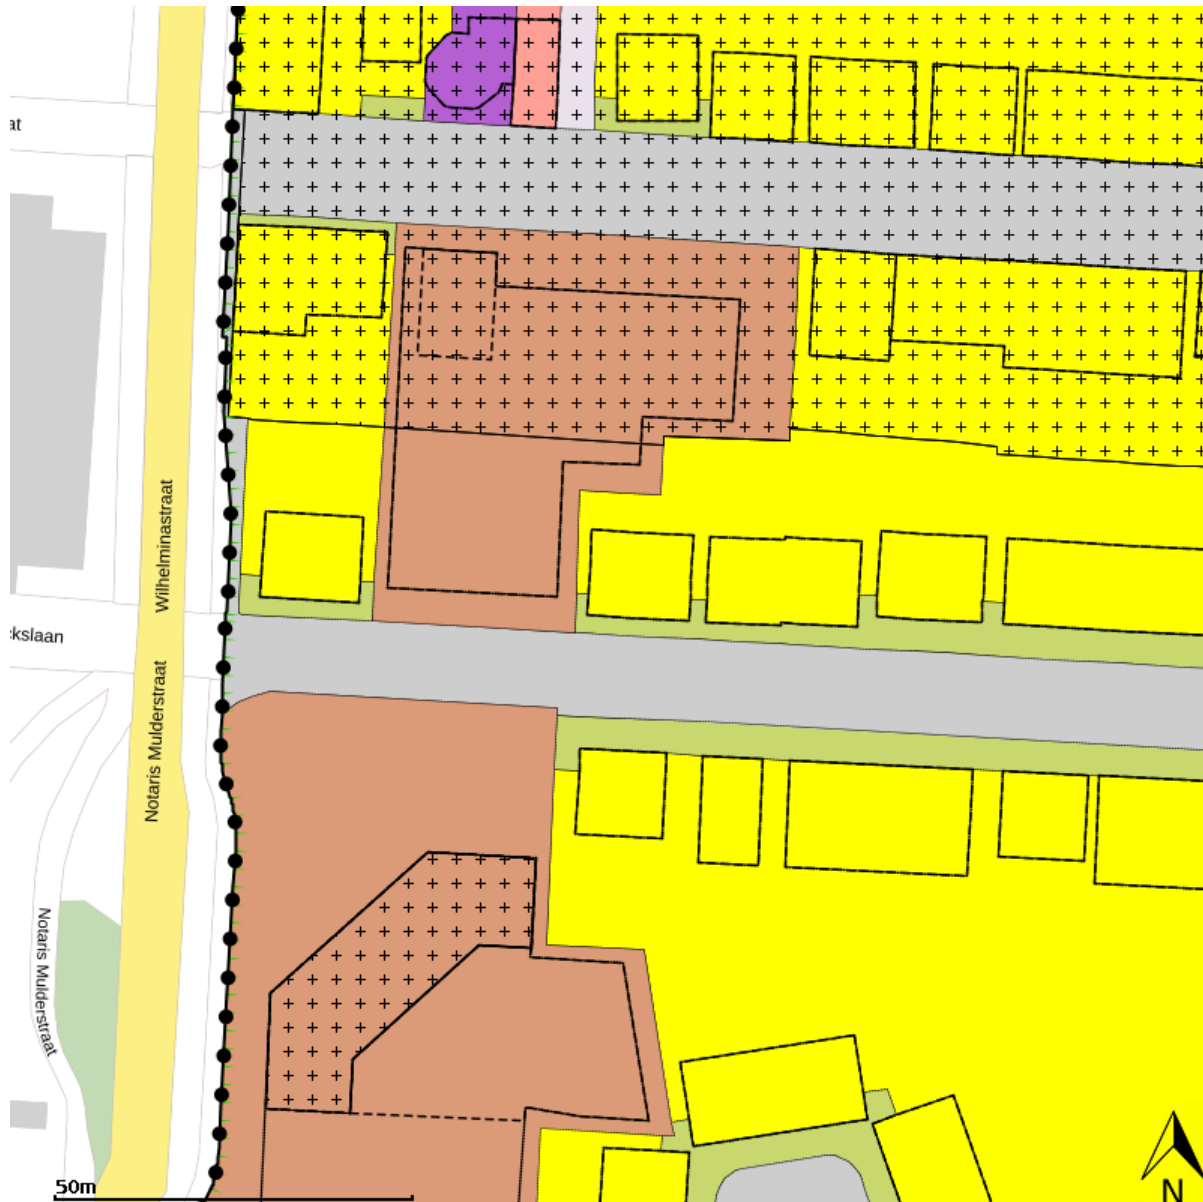 at
Wilhelminastraat
kslaan
Notaris Mulderstraat
Notaris Mulderstraat
50m
N